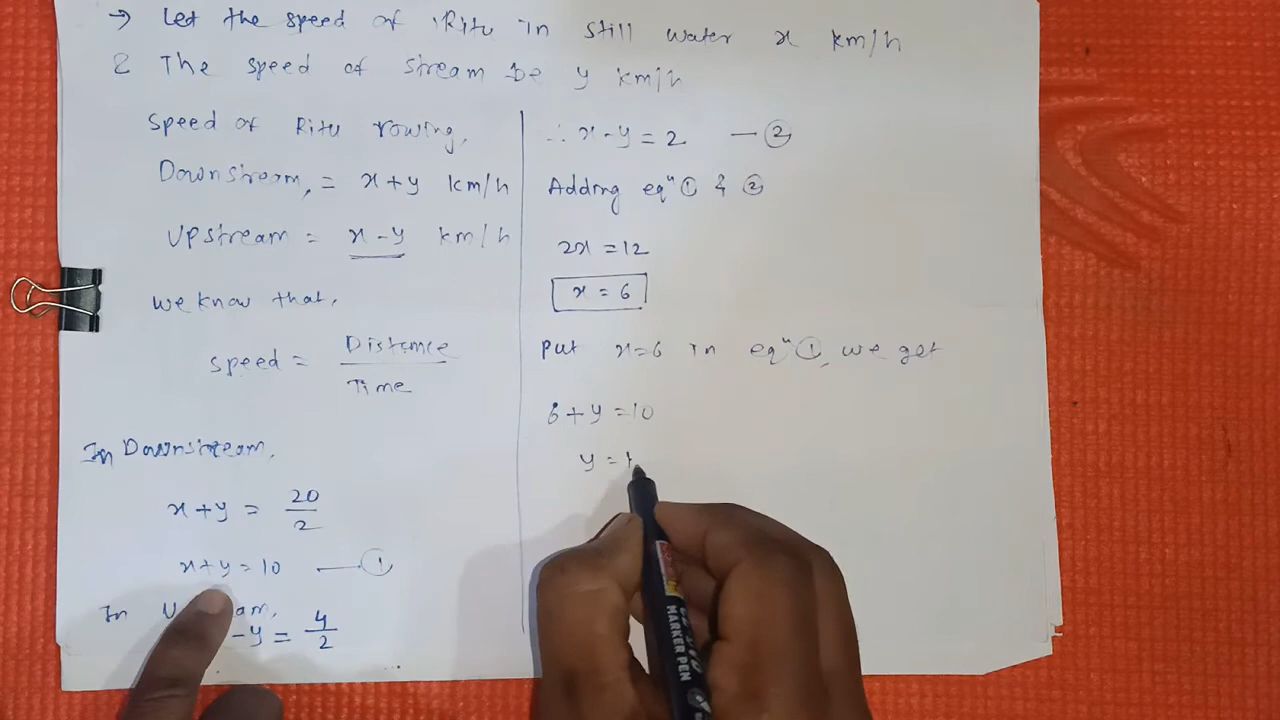 → Let the speed of Ritu in still water x km/h
& The speed of stream be y km/h
Speed of Ritu rowing,
Downstream, = x+y km/h
Upstream = x-y km/h
We know that,
speed = Distance / Time
In Downstream,
x+y = 20/2
x+y = 10 —①
In
-y = 4/2
∴ x-y = 2 —②
Adding eqⁿ ① & ②
2x = 12
x = 6
Put x=6 in eqⁿ ①, we get
6+y = 10
y =
MARKER PEN